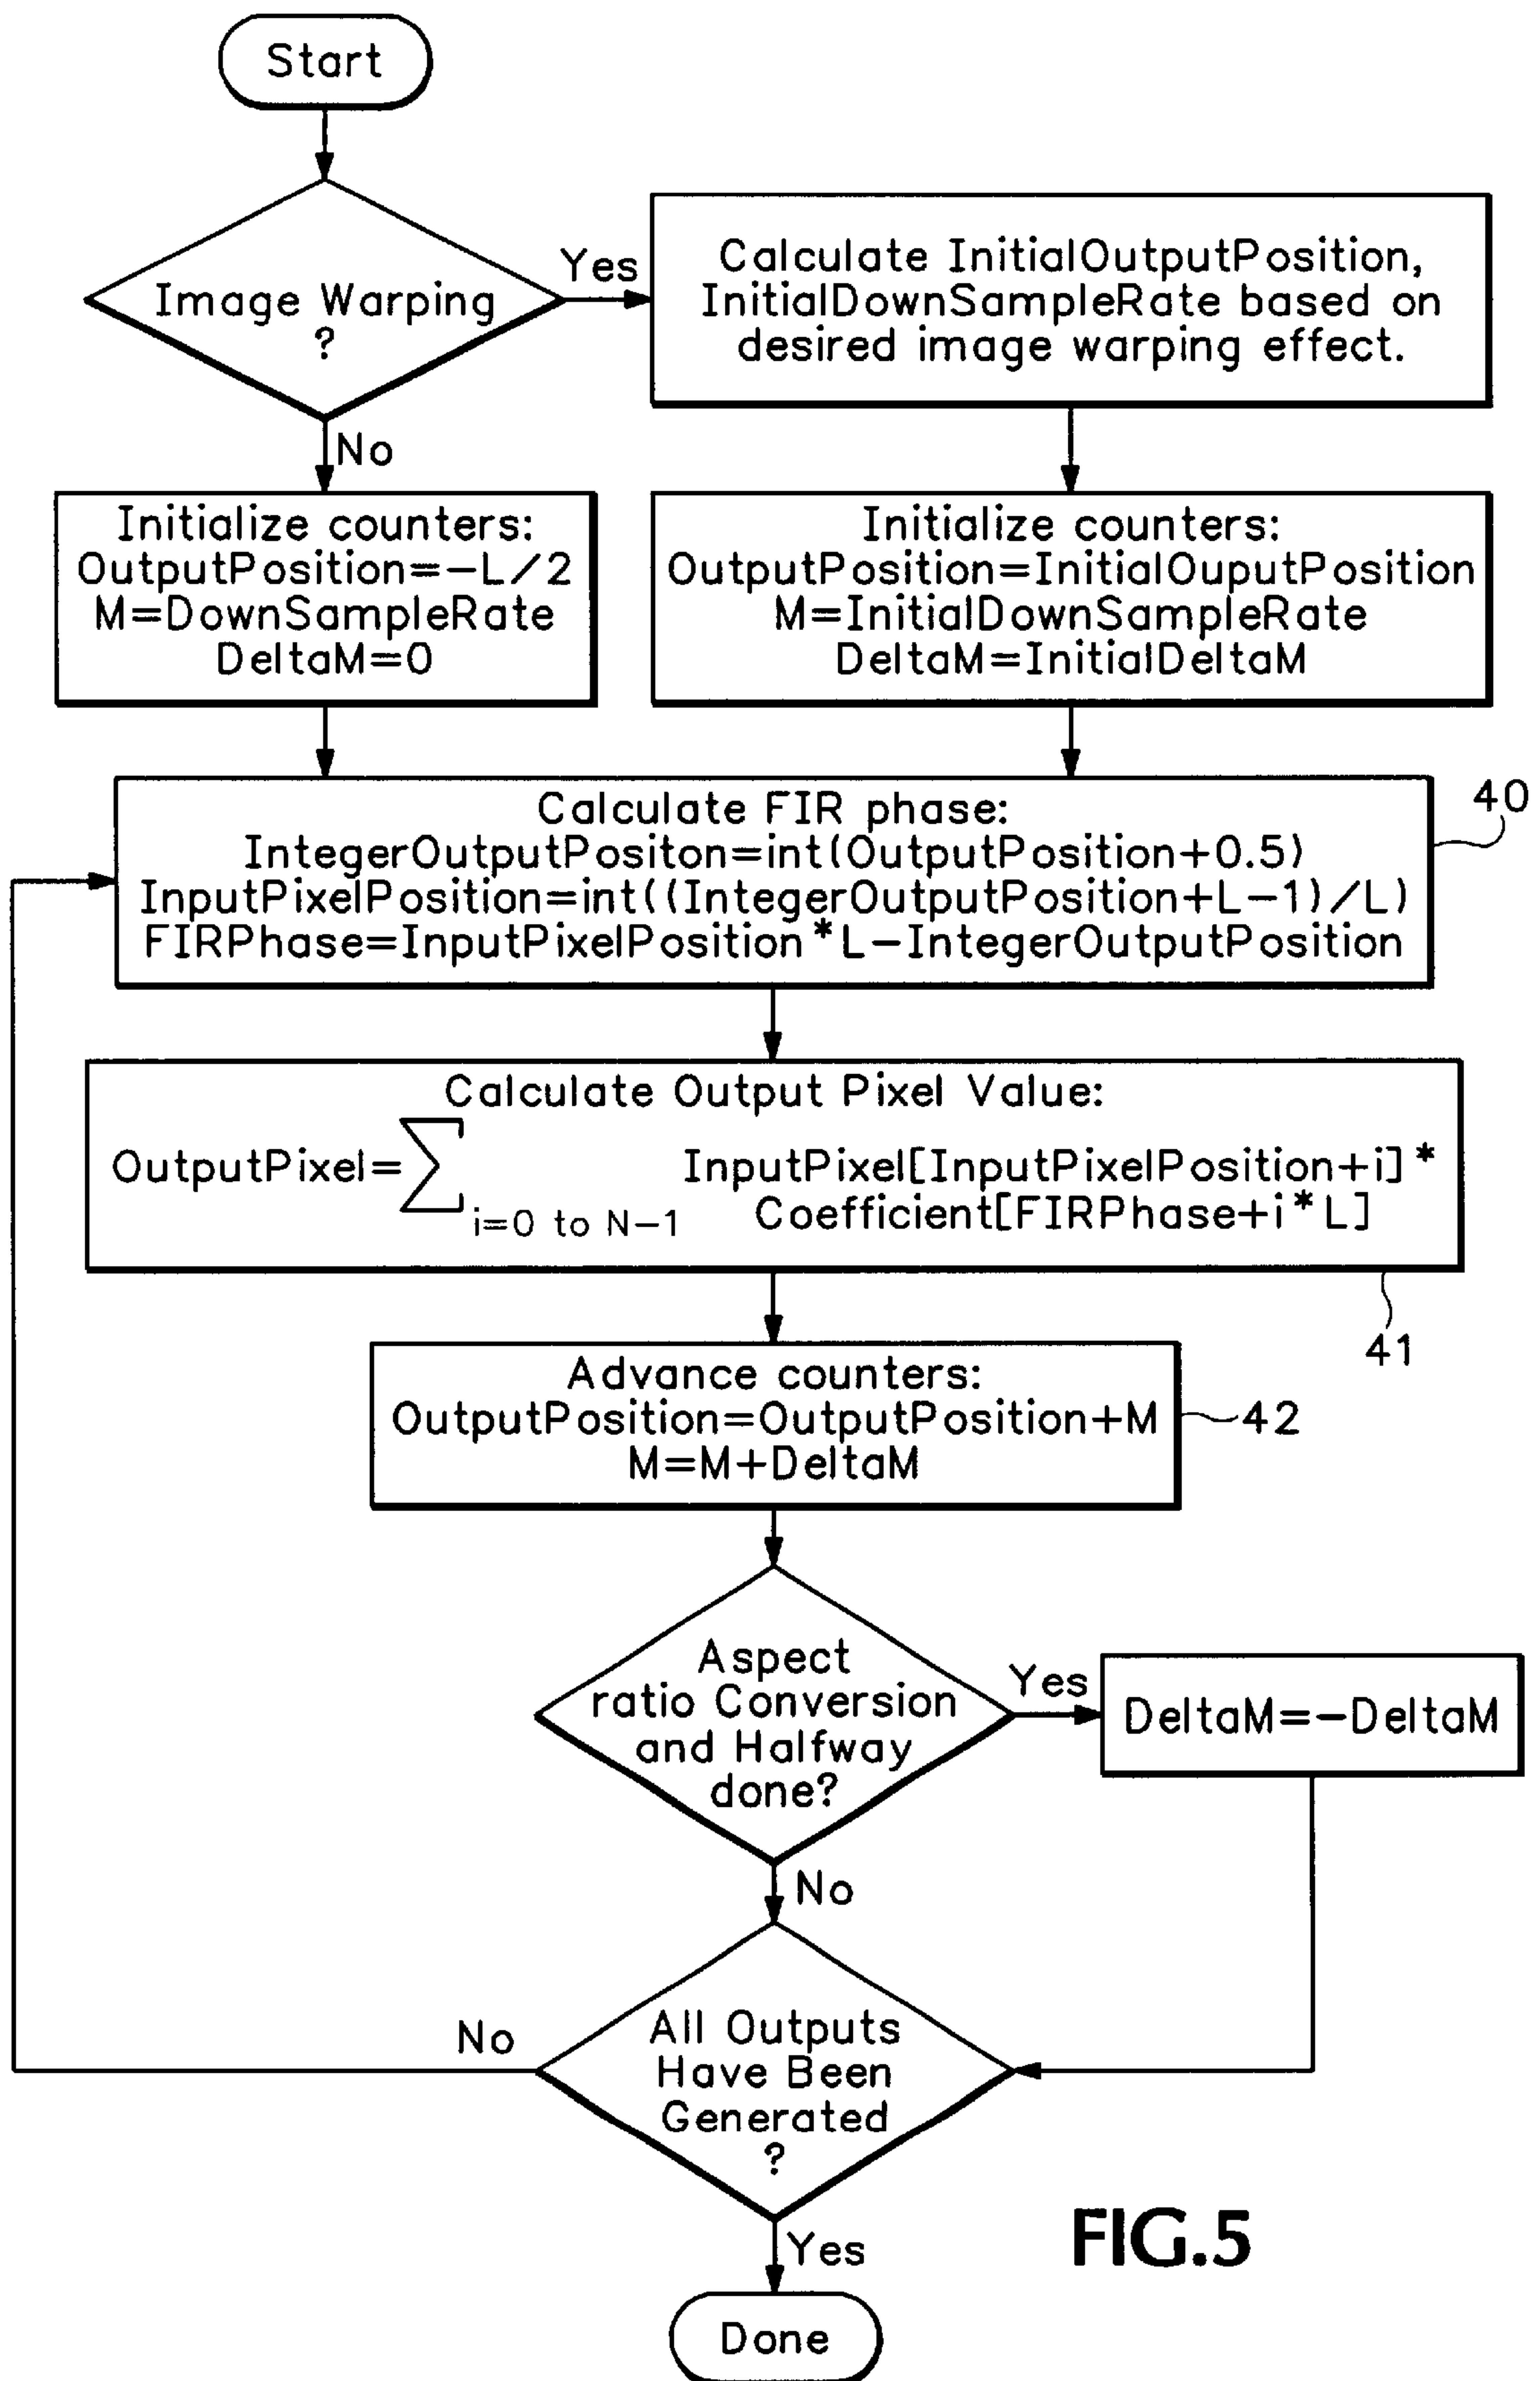 Start
Image Warping
?
Yes
Calculate InitialOutputPosition,
InitialDownSampleRate based on
desired image warping effect.
No
Initialize counters:
OutputPosition=-L/2
M=DownSampleRate
DeltaM=0
Initialize counters:
OutputPosition=InitialOuputPosition
M=InitialDownSampleRate
DeltaM=InitialDeltaM
Calculate FIR phase:
IntegerOutputPositon=int(OutputPosition+0.5)
InputPixelPosition=int((IntegerOutputPosition+L-1)/L)
FIRPhase=InputPixelPosition*L-IntegerOutputPosition
40
Calculate Output Pixel Value:
OutputPixel=∑ InputPixel[InputPixelPosition+i]*
i=0 to N-1 Coefficient[FIRPhase+i*L]
41
Advance counters:
OutputPosition=OutputPosition+M
M=M+DeltaM
42
Aspect
ratio Conversion
and Halfway
done?
Yes
DeltaM=-DeltaM
No
All Outputs
Have Been
Generated
?
No
Yes
Done
FIG.5